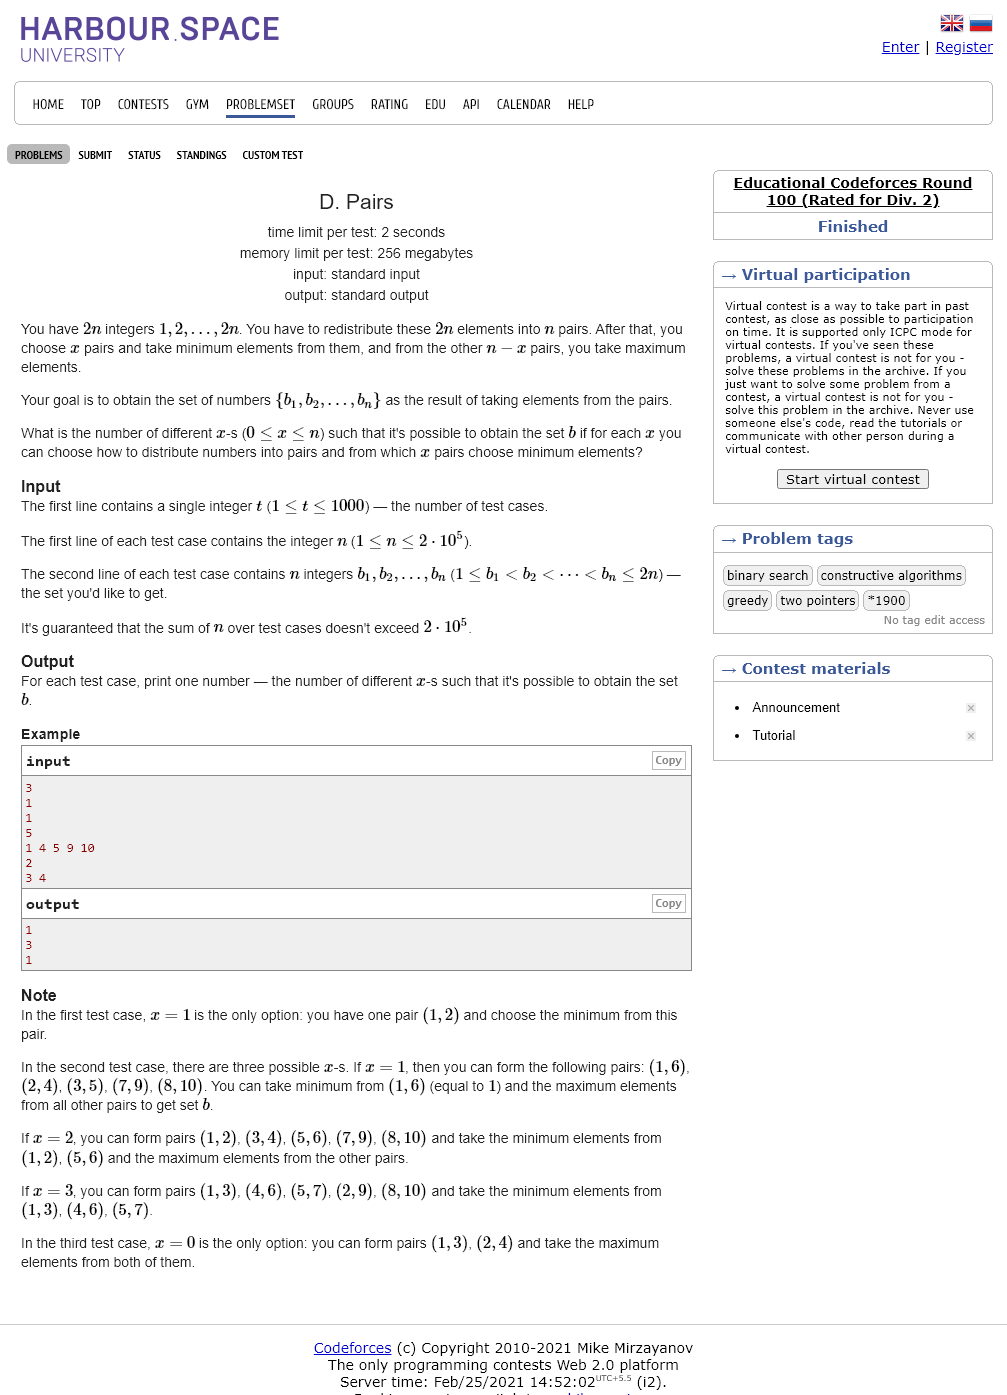 HARBOUR.SPACE
UNIVERSITY
Enter | Register
HOME TOP CONTESTS GYM PROBLEMSET GROUPS RATING EDU API CALENDAR HELP
PROBLEMS SUBMIT STATUS STANDINGS CUSTOM TEST
D. Pairs
time limit per test: 2 seconds
memory limit per test: 256 megabytes
input: standard input
output: standard output
You have 2n integers 1, 2, …, 2n. You have to redistribute these 2n elements into n pairs. After that, you
choose x pairs and take minimum elements from them, and from the other n − x pairs, you take maximum
elements.
Your goal is to obtain the set of numbers {b₁, b₂, …, bₙ} as the result of taking elements from the pairs.
What is the number of different x-s (0 ≤ x ≤ n) such that it's possible to obtain the set b if for each x you
can choose how to distribute numbers into pairs and from which x pairs choose minimum elements?
Input
The first line contains a single integer t (1 ≤ t ≤ 1000) — the number of test cases.
The first line of each test case contains the integer n (1 ≤ n ≤ 2 · 10⁵).
The second line of each test case contains n integers b₁, b₂, …, bₙ (1 ≤ b₁ < b₂ < ⋯ < bₙ ≤ 2n) —
the set you'd like to get.
It's guaranteed that the sum of n over test cases doesn't exceed 2 · 10⁵.
Output
For each test case, print one number — the number of different x-s such that it's possible to obtain the set
b.
Example
input Copy
3
1
1
5
1 4 5 9 10
2
3 4
output Copy
1
3
1
Note
In the first test case, x = 1 is the only option: you have one pair (1, 2) and choose the minimum from this
pair.
In the second test case, there are three possible x-s. If x = 1, then you can form the following pairs: (1, 6),
(2, 4), (3, 5), (7, 9), (8, 10). You can take minimum from (1, 6) (equal to 1) and the maximum elements
from all other pairs to get set b.
If x = 2, you can form pairs (1, 2), (3, 4), (5, 6), (7, 9), (8, 10) and take the minimum elements from
(1, 2), (5, 6) and the maximum elements from the other pairs.
If x = 3, you can form pairs (1, 3), (4, 6), (5, 7), (2, 9), (8, 10) and take the minimum elements from
(1, 3), (4, 6), (5, 7).
In the third test case, x = 0 is the only option: you can form pairs (1, 3), (2, 4) and take the maximum
elements from both of them.
Educational Codeforces Round
100 (Rated for Div. 2)
Finished
→ Virtual participation
Virtual contest is a way to take part in past
contest, as close as possible to participation
on time. It is supported only ICPC mode for
virtual contests. If you've seen these
problems, a virtual contest is not for you -
solve these problems in the archive. If you
just want to solve some problem from a
contest, a virtual contest is not for you -
solve this problem in the archive. Never use
someone else's code, read the tutorials or
communicate with other person during a
virtual contest.
Start virtual contest
→ Problem tags
binary search constructive algorithms
greedy two pointers *1900
No tag edit access
→ Contest materials
• Announcement ×
• Tutorial ×
Codeforces (c) Copyright 2010-2021 Mike Mirzayanov
The only programming contests Web 2.0 platform
Server time: Feb/25/2021 14:52:02 UTC+5.5 (i2).